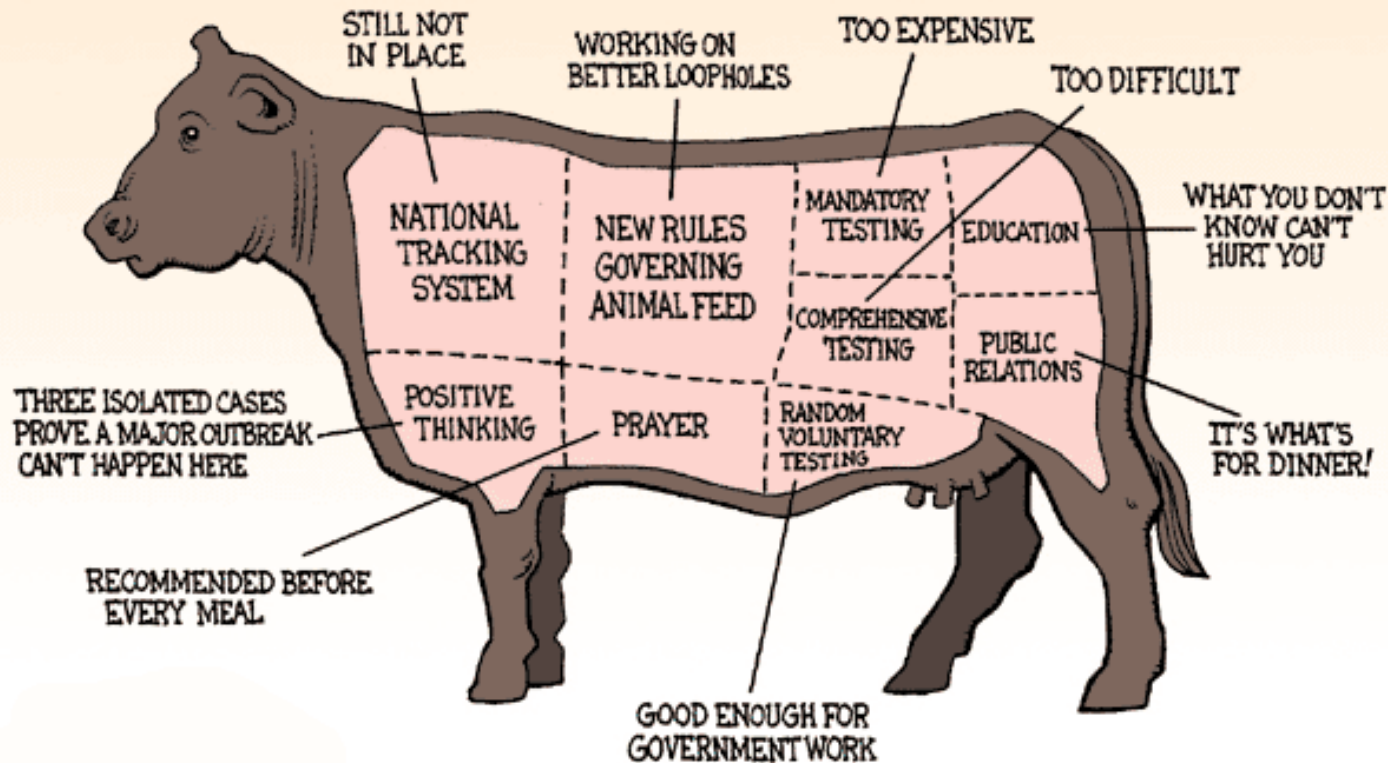 STILL NOT
IN PLACE
WORKING ON
BETTER LOOPHOLES
TOO EXPENSIVE
TOO DIFFICULT
NATIONAL
TRACKING
SYSTEM
NEW RULES
GOVERNING
ANIMAL FEED
MANDATORY
TESTING
EDUCATION
WHAT YOU DON'T
KNOW CAN'T
HURT YOU
COMPREHENSIVE
TESTING
PUBLIC
RELATIONS
THREE ISOLATED CASES
PROVE A MAJOR OUTBREAK
CAN'T HAPPEN HERE
POSITIVE
THINKING
PRAYER
RANDOM
VOLUNTARY
TESTING
IT'S WHAT'S
FOR DINNER!
RECOMMENDED BEFORE
EVERY MEAL
GOOD ENOUGH FOR
GOVERNMENT WORK